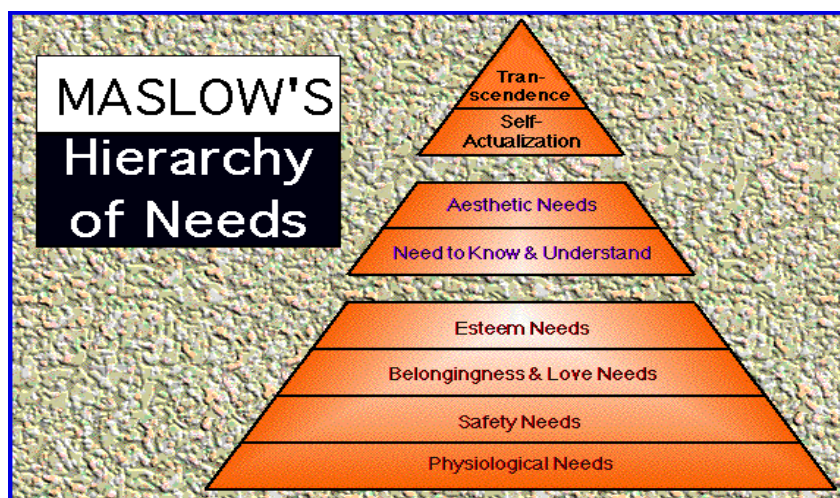 MASLOW'S
Hierarchy
of Needs
Tran-
scendence
Self-
Actualization
Aesthetic Needs
Need to Know & Understand
Esteem Needs
Belongingness & Love Needs
Safety Needs
Physiological Needs